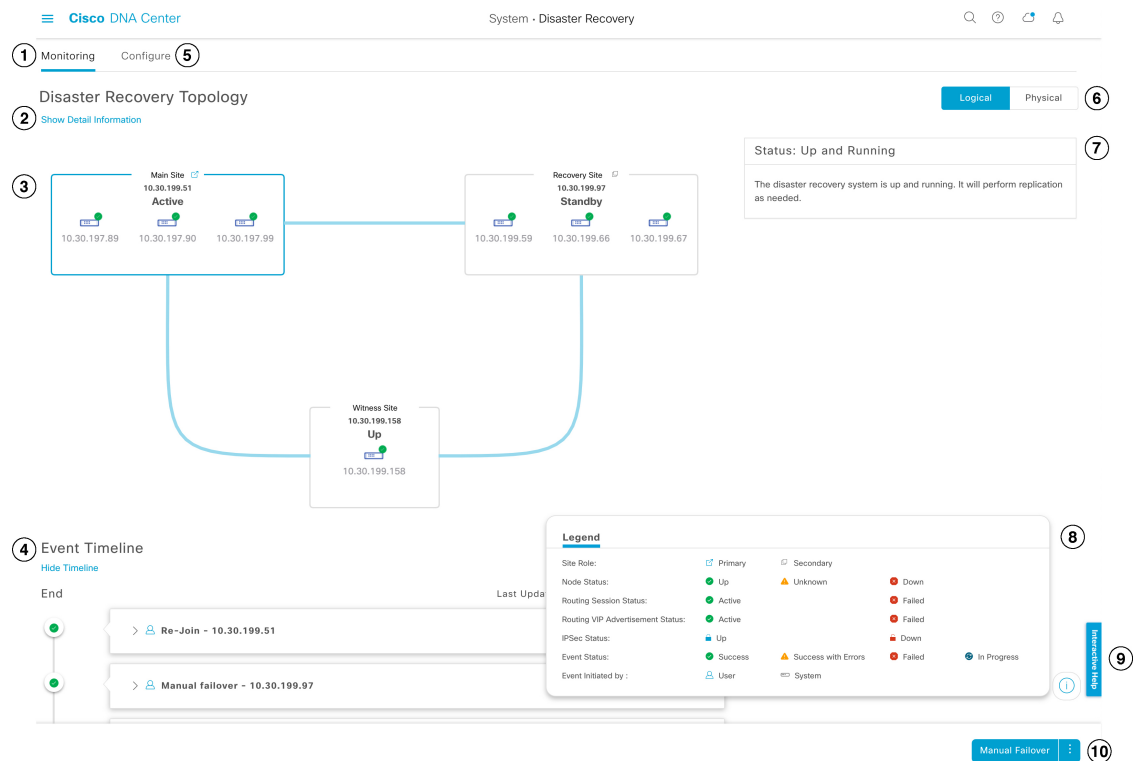 Cisco DNA Center
System · Disaster Recovery
1 Monitoring Configure 5
Disaster Recovery Topology
Logical Physical 6
2 Show Detail Information
7
Status: Up and Running
The disaster recovery system is up and running. It will perform replication
as needed.
3
Main Site
10.30.199.51
Active
10.30.197.89 10.30.197.90 10.30.197.99
Recovery Site
10.30.199.97
Standby
10.30.199.59 10.30.199.66 10.30.199.67
Witness Site
10.30.199.158
Up
10.30.199.158
4 Event Timeline
Hide Timeline
End Last Upda
Re-Join - 10.30.199.51
Manual failover - 10.30.199.97
8
Legend
Site Role: Primary Secondary
Node Status: Up Unknown Down
Routing Session Status: Active Failed
Routing VIP Advertisement Status: Active Failed
IPSec Status: Up Down
Event Status: Success Success with Errors Failed In Progress
Event Initiated by : User System
Interactive Help 9
Manual Failover 10